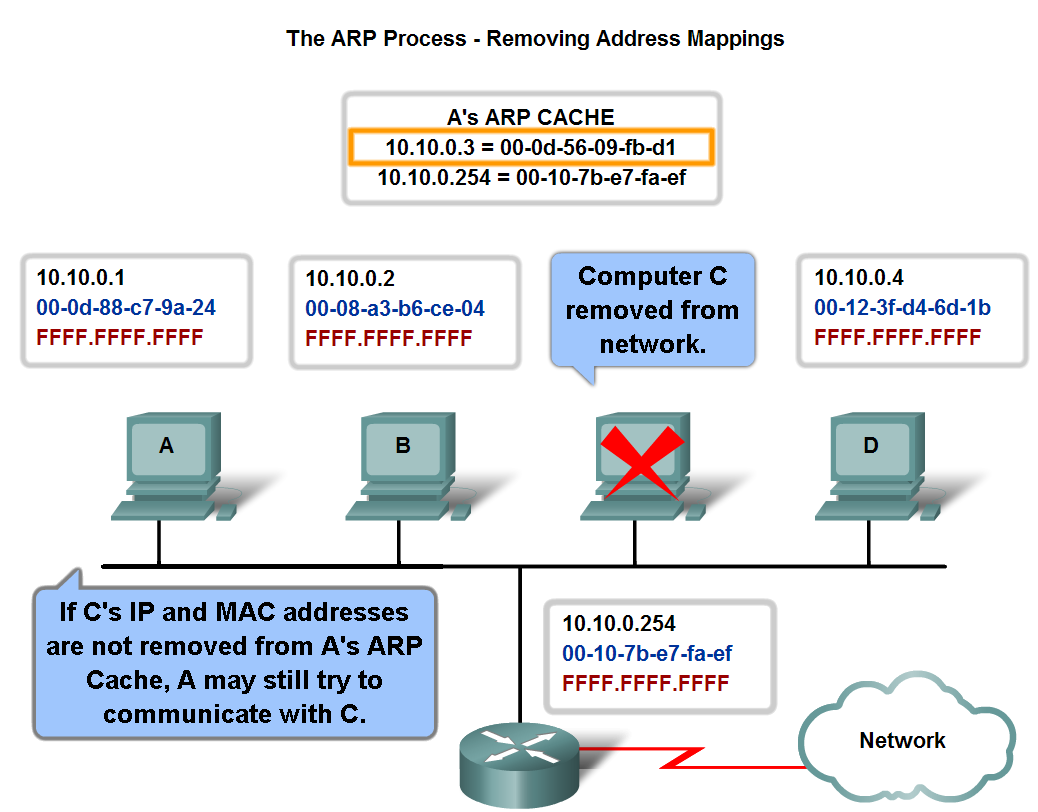 The ARP Process - Removing Address Mappings
A's ARP CACHE
10.10.0.3 = 00-0d-56-09-fb-d1
10.10.0.254 = 00-10-7b-e7-fa-ef
10.10.0.1
00-0d-88-c7-9a-24
FFFF.FFFF.FFFF
10.10.0.2
00-08-a3-b6-ce-04
FFFF.FFFF.FFFF
Computer C
removed from
network.
10.10.0.4
00-12-3f-d4-6d-1b
FFFF.FFFF.FFFF
A
B
D
If C's IP and MAC addresses
are not removed from A's ARP
Cache, A may still try to
communicate with C.
10.10.0.254
00-10-7b-e7-fa-ef
FFFF.FFFF.FFFF
Network